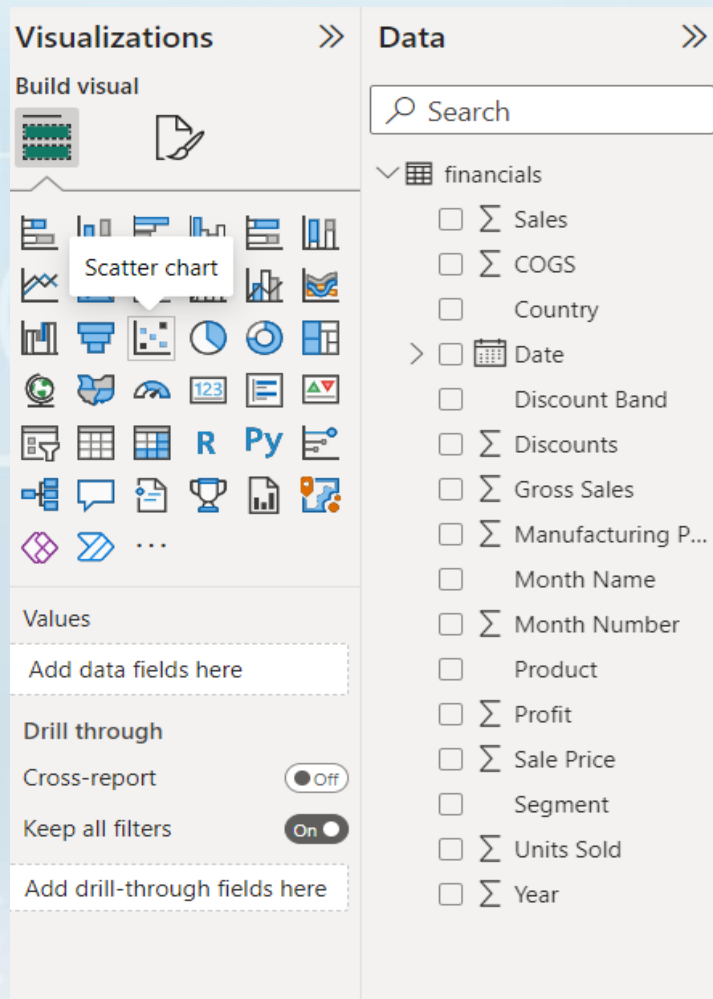 Visualizations
Build visual
Scatter chart
123
R
Py
...
Values
Add data fields here
Drill through
Cross-report
Off
Keep all filters
On
Add drill-through fields here
Data
Search
financials
Σ Sales
Σ COGS
Country
Date
Discount Band
Σ Discounts
Σ Gross Sales
Σ Manufacturing P...
Month Name
Σ Month Number
Product
Σ Profit
Σ Sale Price
Segment
Σ Units Sold
Σ Year